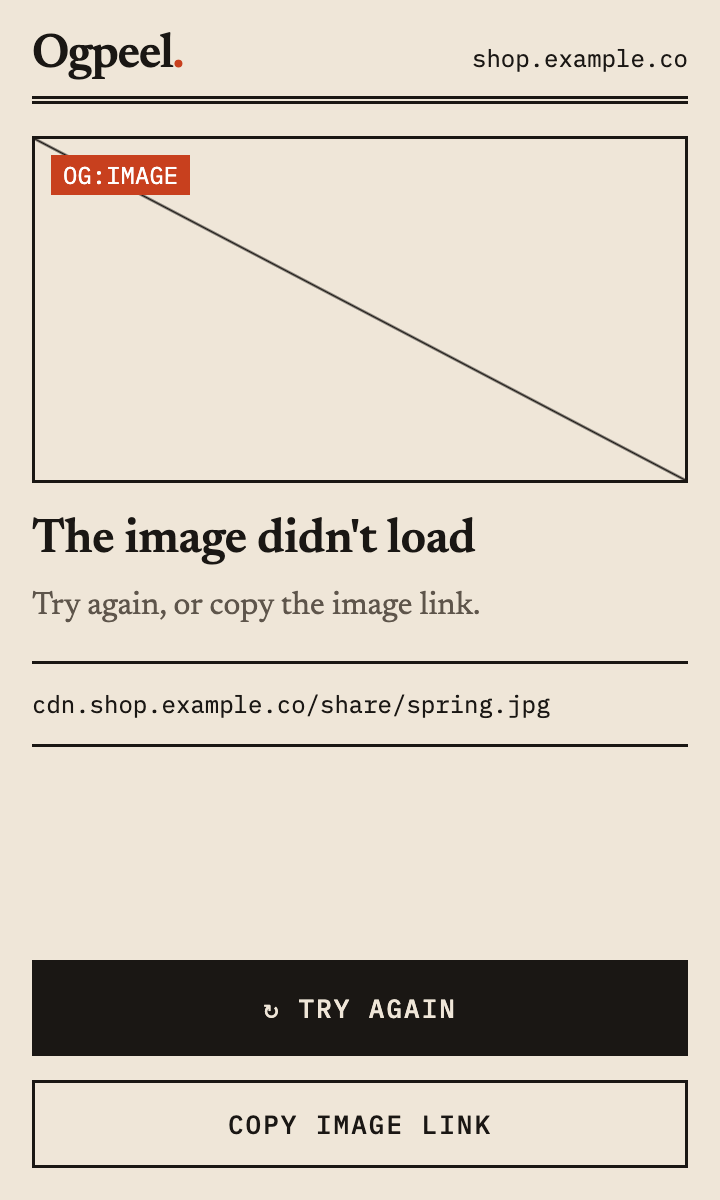 Ogpeel.
shop.example.co
OG:IMAGE
The image didn't load
Try again, or copy the image link.
cdn.shop.example.co/share/spring.jpg
↻ TRY AGAIN
COPY IMAGE LINK